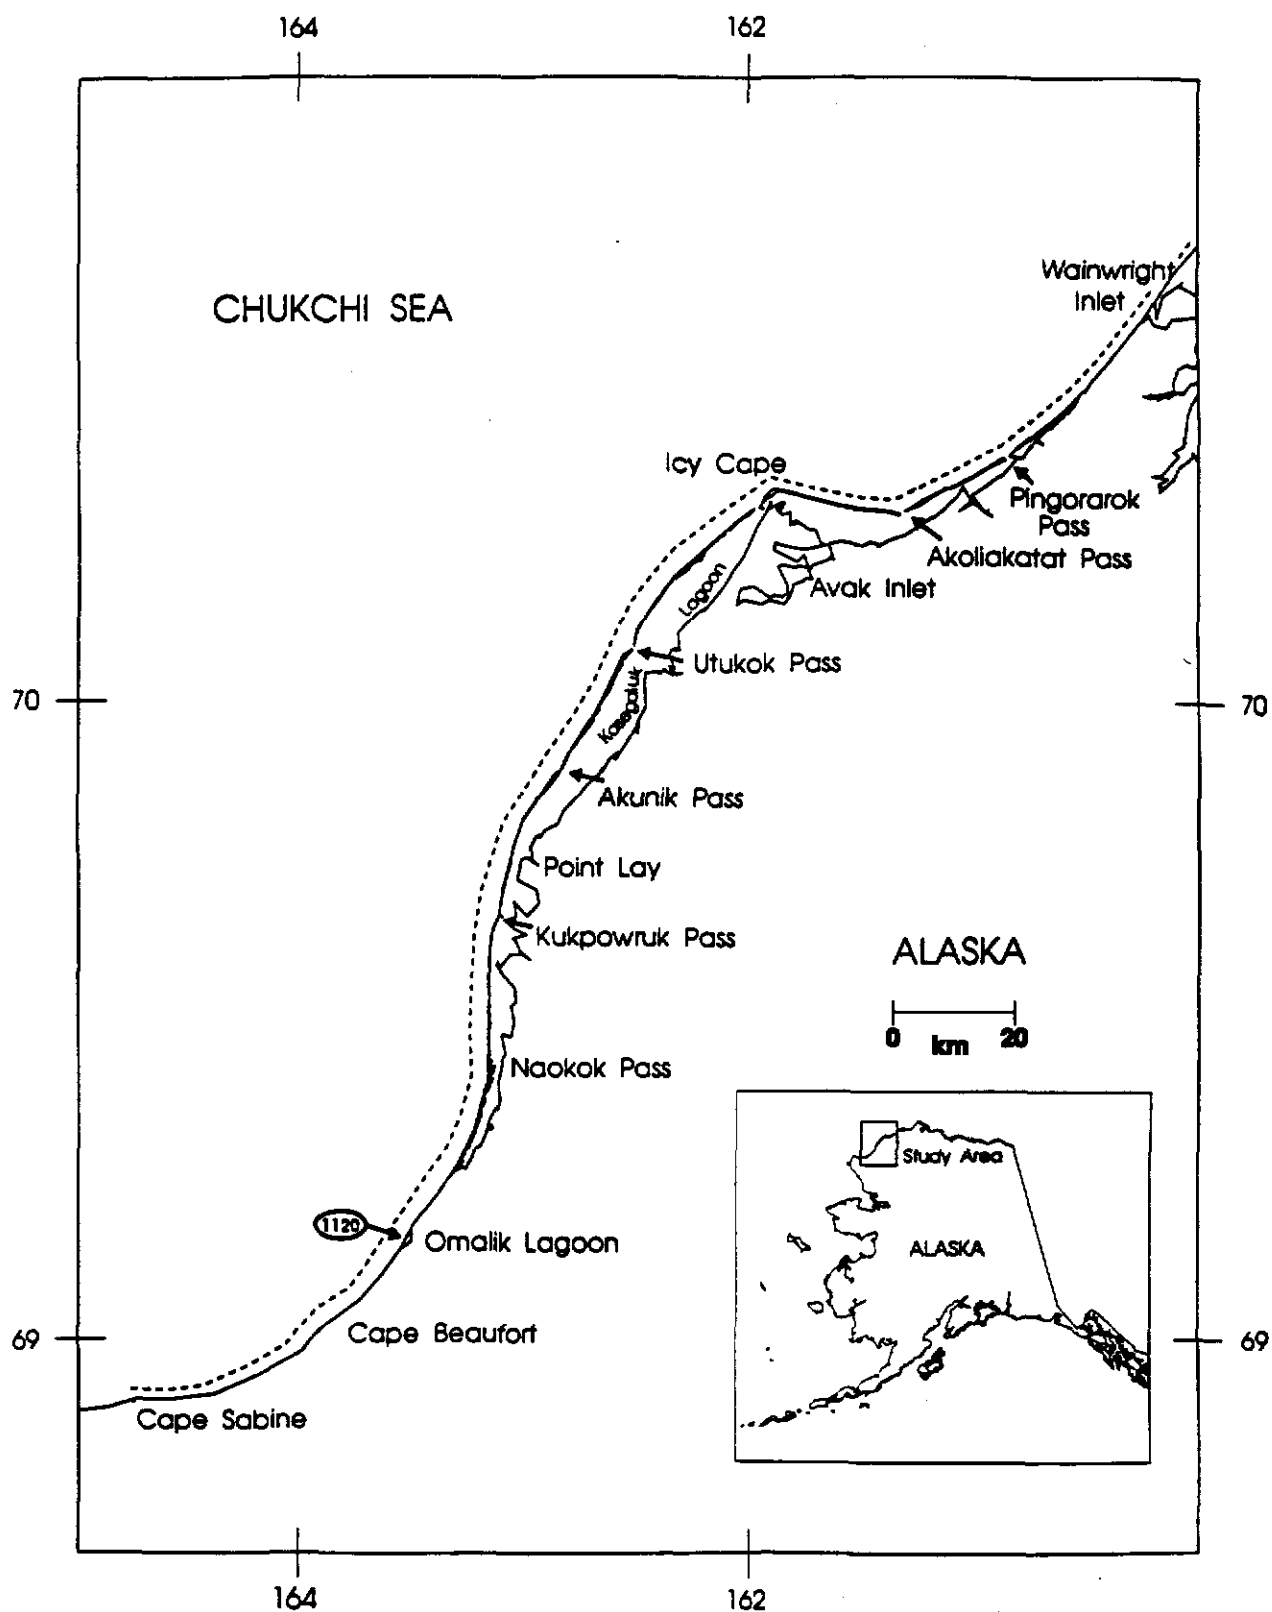 164 162
Wainwright
Inlet
CHUKCHI SEA
Icy Cape
Pingorarok
Pass
Akoliakatat Pass
Avak Inlet
Lagoon
Utukok Pass
Kasegaluk
70 70
Akunik Pass
Point Lay
Kukpowruk Pass
ALASKA
0 km 20
Naokok Pass
Study Area
1120
Omalik Lagoon
ALASKA
Cape Beaufort
69 69
Cape Sabine
164 162